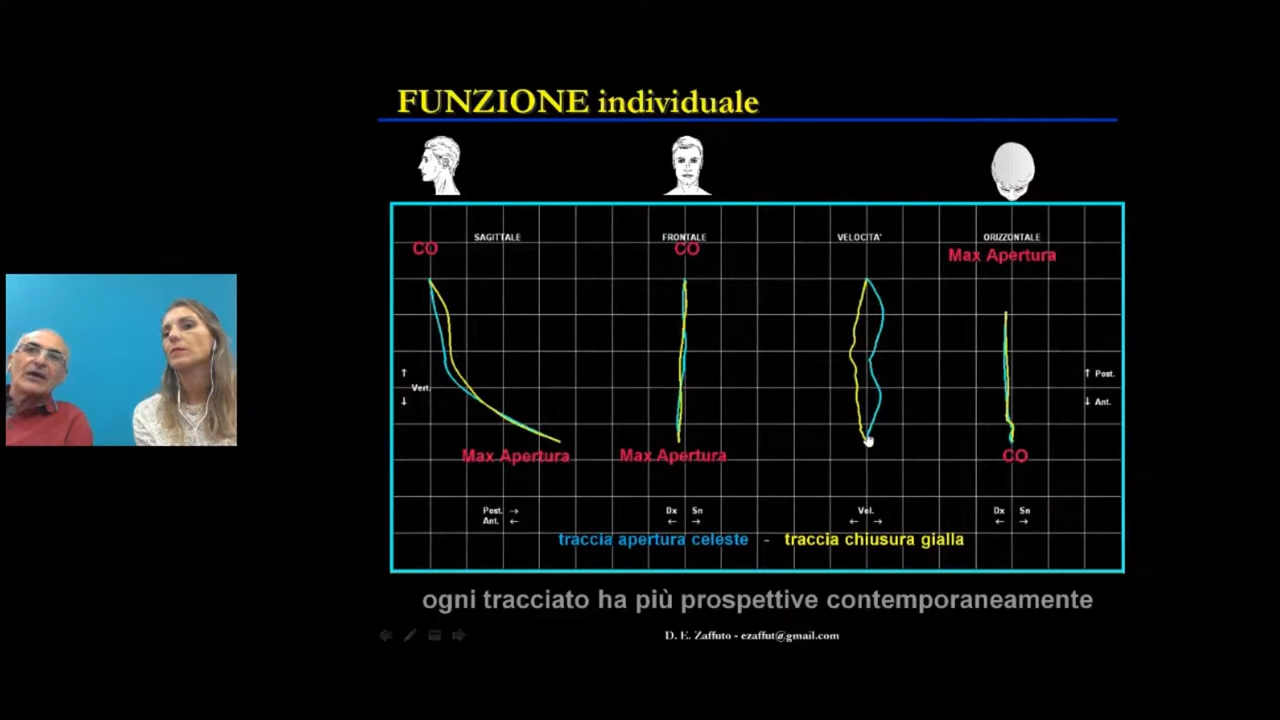 FUNZIONE individuale
SAGITTALE
FRONTALE
VELOCITA'
ORIZZONTALE
CO
CO
Max Apertura
↑
Vert.
↓
↑ Post.
↓ Ant.
Max Apertura
Max Apertura
CO
Post. →
Ant. ←
Dx Sn
← →
Vel.
← →
Dx Sn
← →
traccia apertura celeste - traccia chiusura gialla
ogni tracciato ha più prospettive contemporaneamente
D. E. Zaffuto - ezaffut@gmail.com